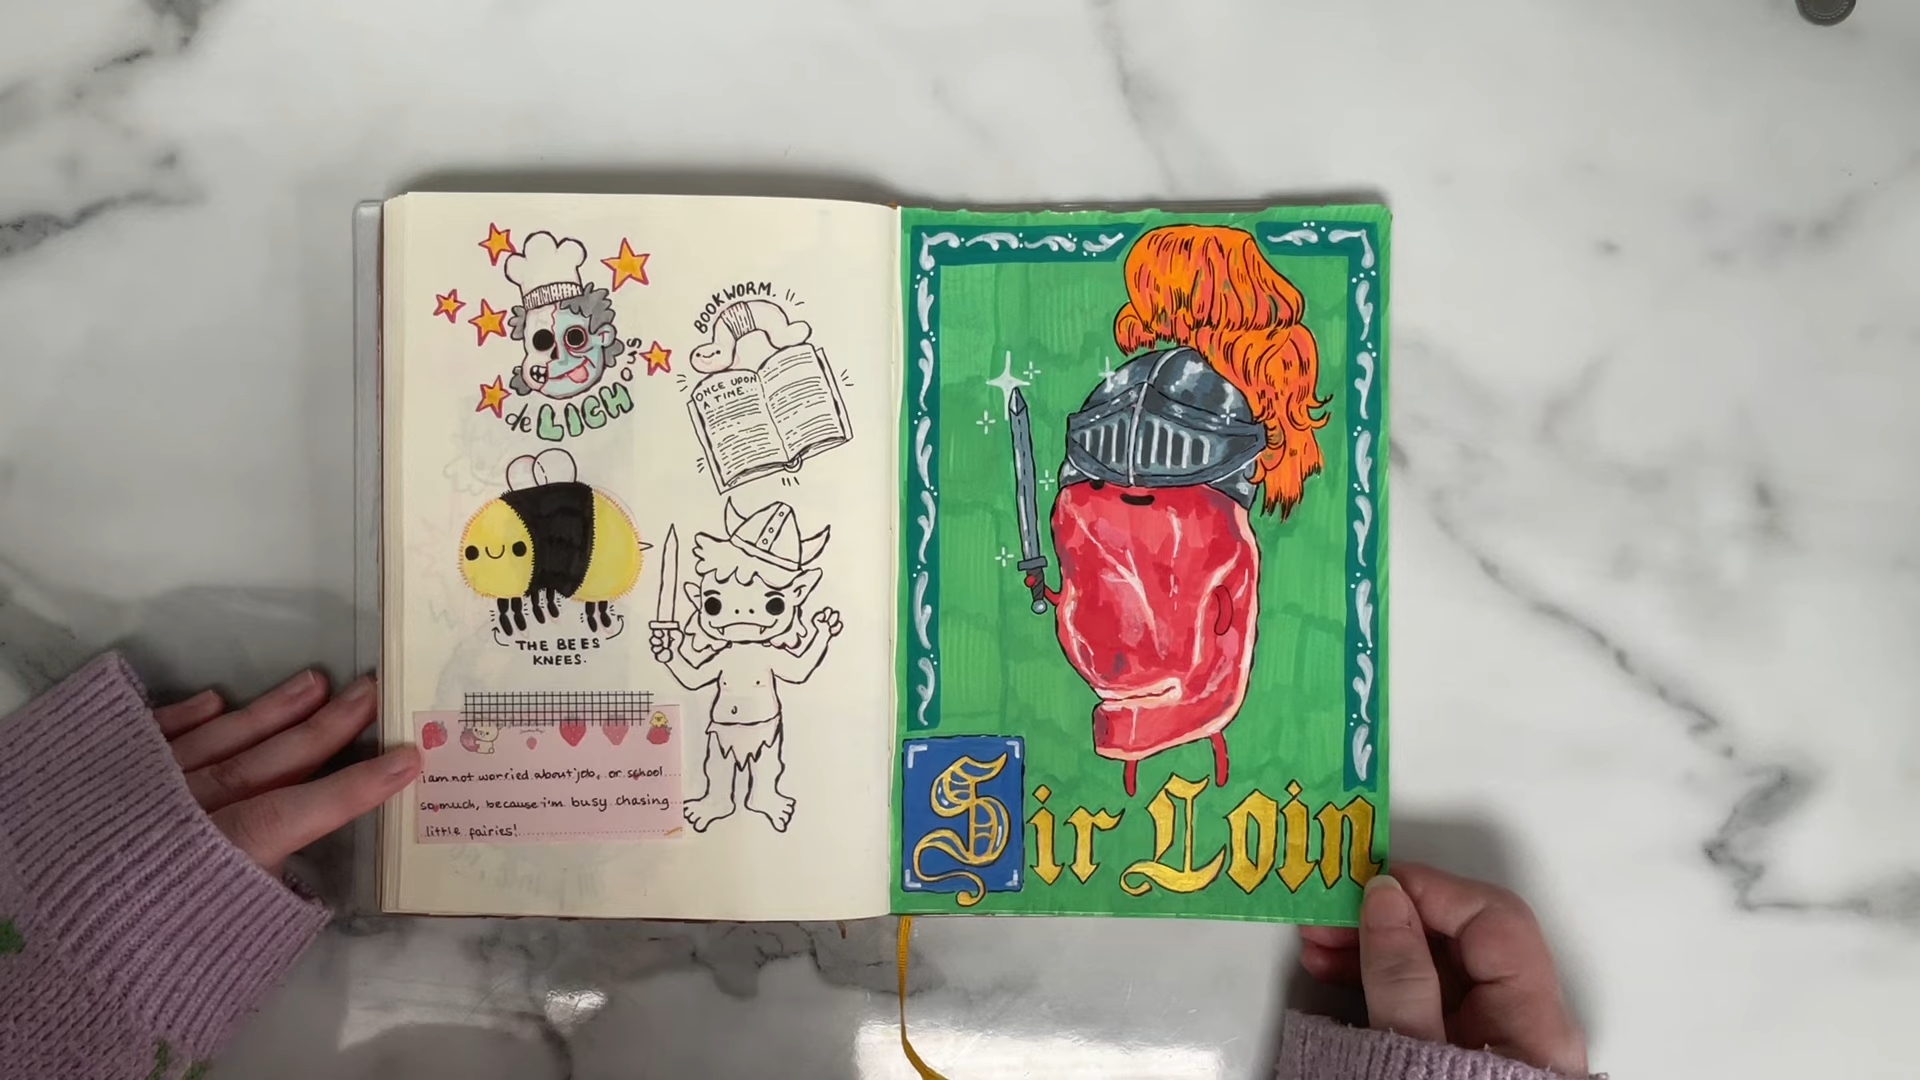 de LICH ous
BOOKWORM.
ONCE UPON
A TIME...
THE BEES
KNEES.
i am not worried about job, or school
so much, because i'm busy chasing
little fairies!
Sir Loin